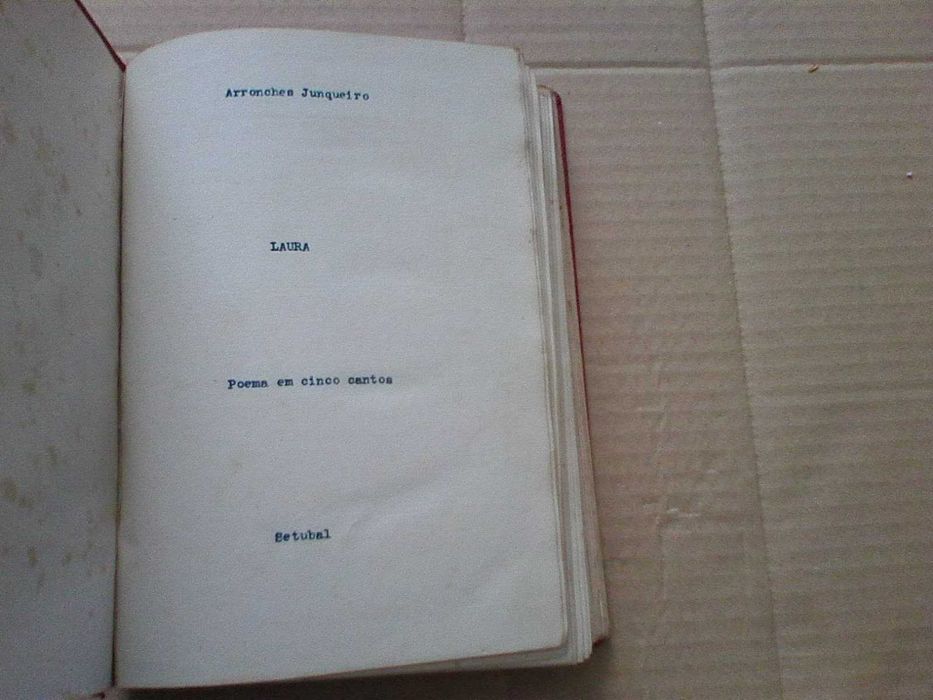 Arronches Junqueiro
LAURA
Poema em cinco cantos
Setubal